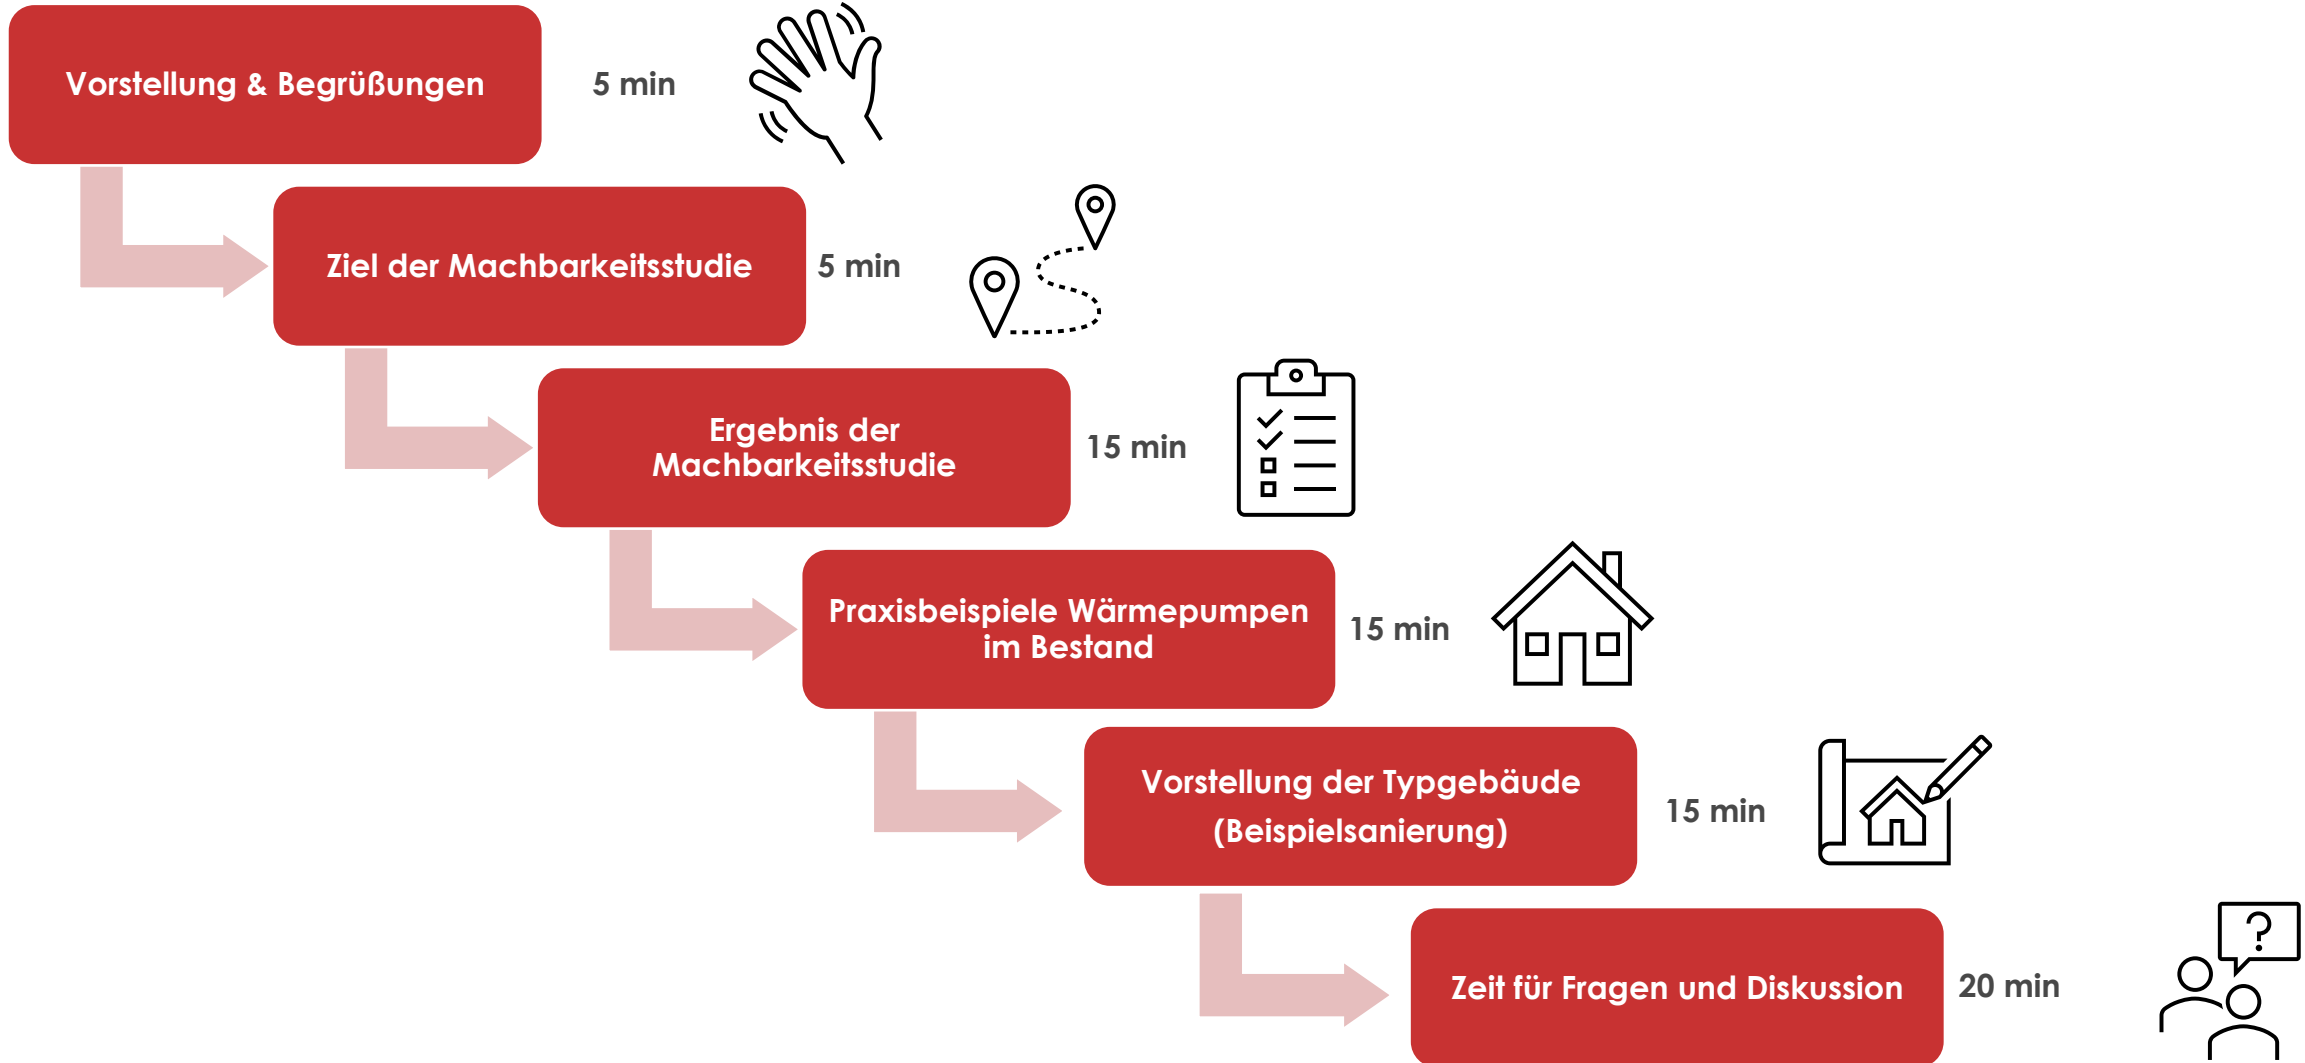 Vorstellung & Begrüßungen
5 min
Ziel der Machbarkeitsstudie
5 min
Ergebnis der
Machbarkeitsstudie
15 min
Praxisbeispiele Wärmepumpen
im Bestand
15 min
Vorstellung der Typgebäude
(Beispielsanierung)
15 min
?
Zeit für Fragen und Diskussion
20 min